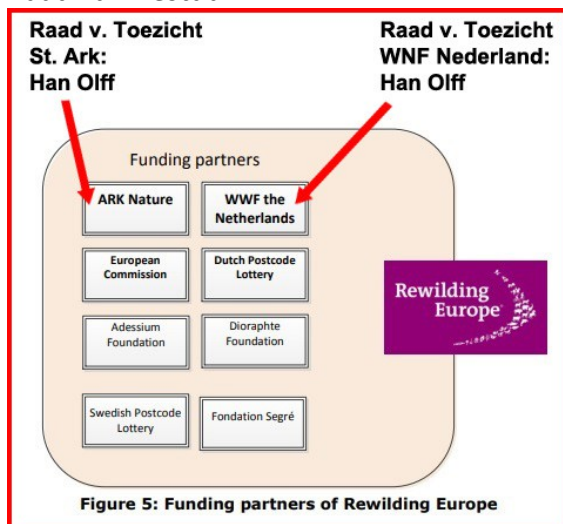 Raad v. Toezicht
St. Ark:
Han Olff
Raad v. Toezicht
WNF Nederland:
Han Olff
Funding partners
ARK Nature
WWF the
Netherlands
European
Commission
Dutch Postcode
Lottery
Adessium
Foundation
Dioraphte
Foundation
Swedish Postcode
Lottery
Fondation Segré
Rewilding
Europe
Figure 5: Funding partners of Rewilding Europe